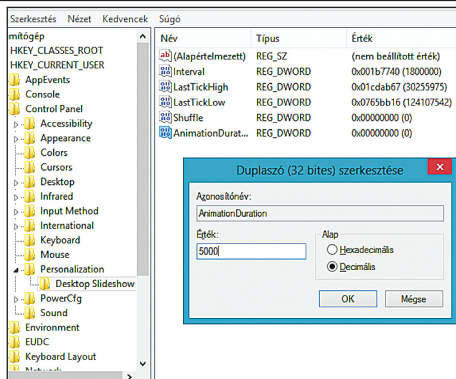 Szerkesztés Nézet Kedvencek Súgó
mítógép
HKEY_CLASSES_ROOT
HKEY_CURRENT_USER
AppEvents
Console
Control Panel
Accessibility
Appearance
Colors
Cursors
Desktop
Infrared
Input Method
International
Keyboard
Mouse
Personalization
Desktop Slideshow
PowerCfg
Sound
Environment
EUDC
Keyboard Layout
Network
Név Típus Érték
(Alapértelmezett) REG_SZ (nem beállított érték)
Interval REG_DWORD 0x001b7740 (1800000)
LastTickHigh REG_DWORD 0x01cdab67 (30255975)
LastTickLow REG_DWORD 0x0765bb16 (124107542)
Shuffle REG_DWORD 0x00000000 (0)
AnimationDurat... REG_DWORD 0x00000000 (0)
Duplaszó (32 bites) szerkesztése
Azonosítónév:
AnimationDuration
Érték:
5000
Alap
Hexadecimális
Decimális
OK Mégse